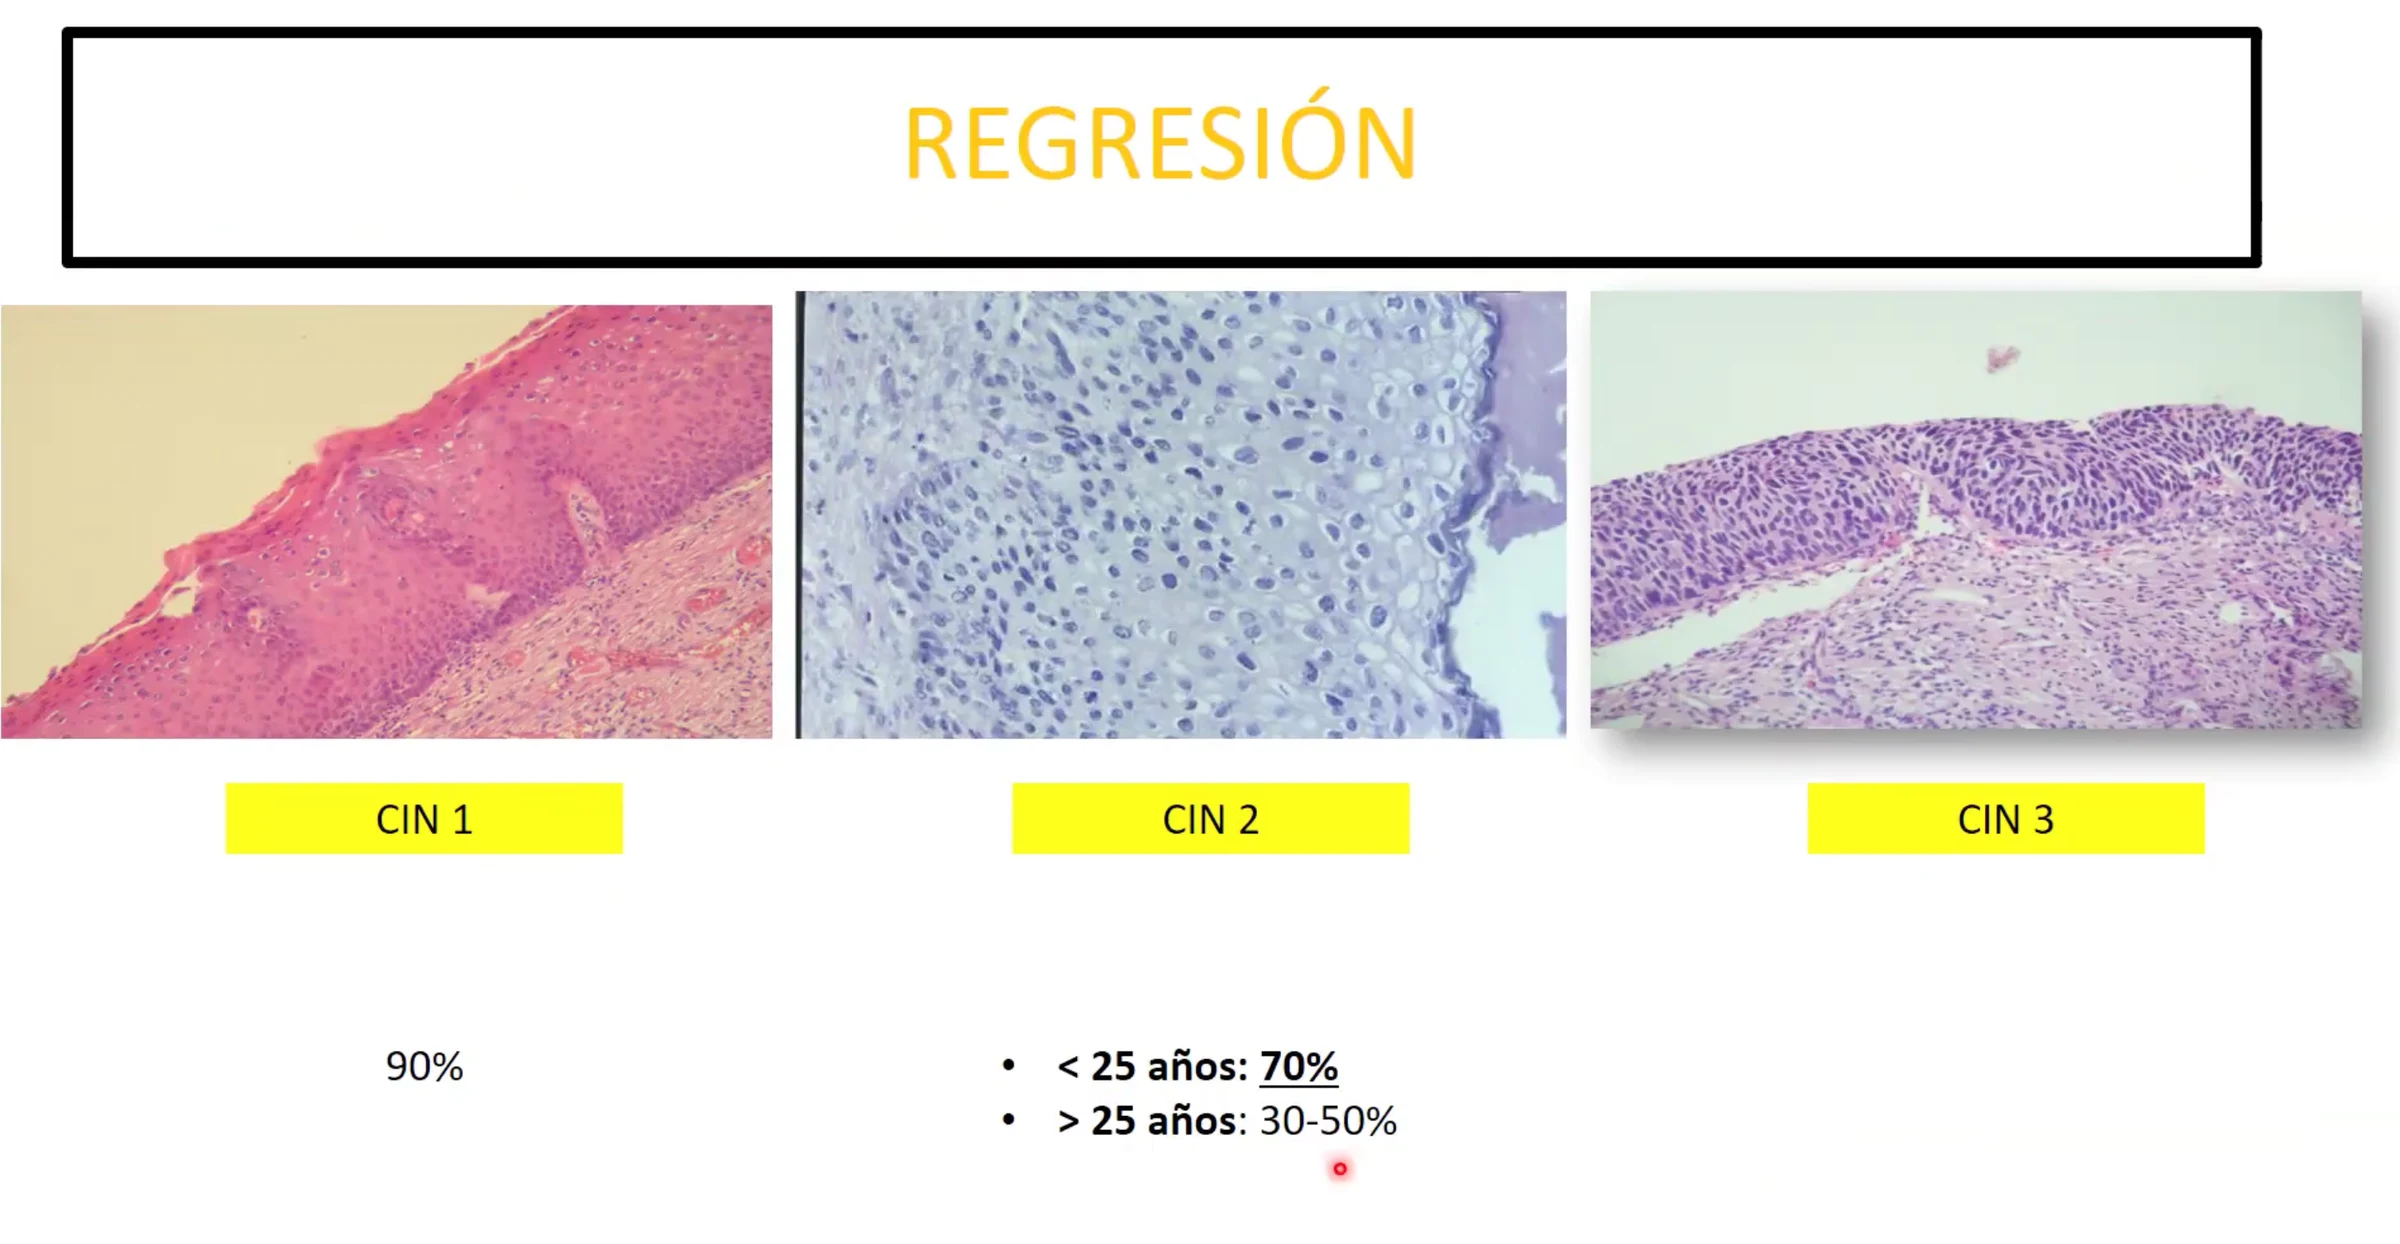 REGRESIÓN
CIN 1
CIN 2
CIN 3
90%
• < 25 años: 70%
• > 25 años: 30-50%